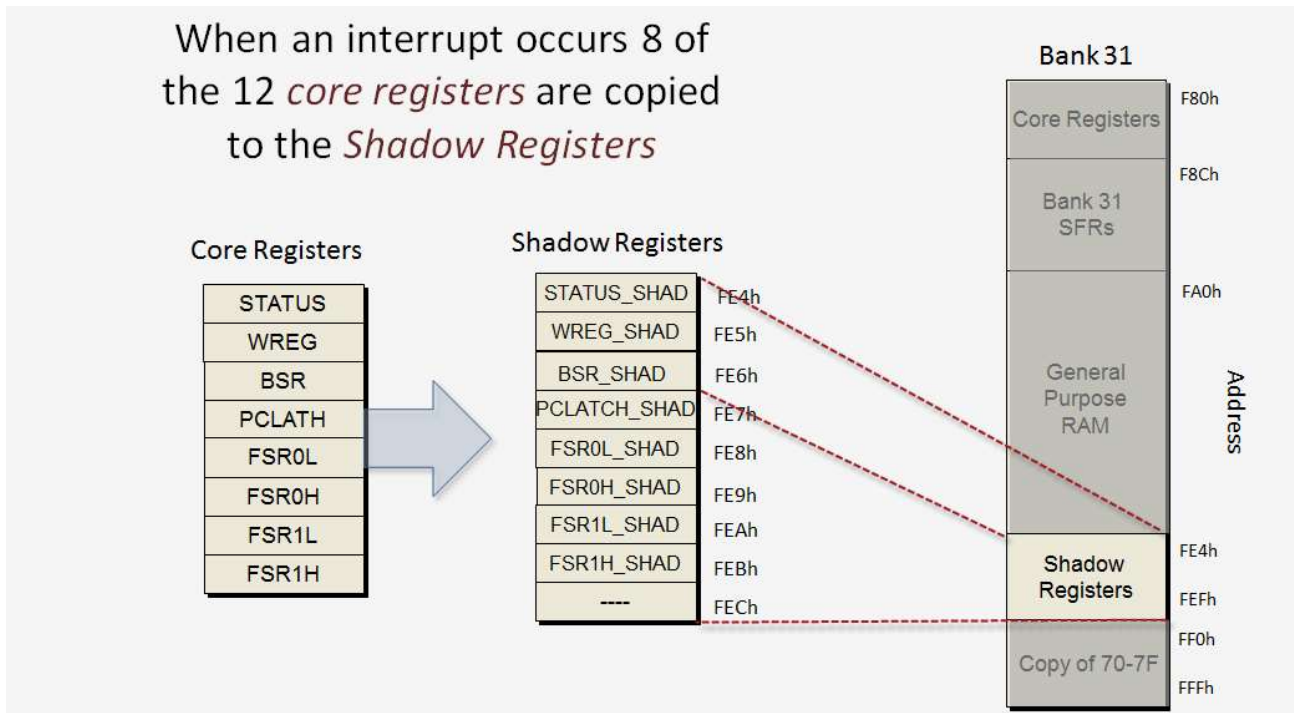 When an interrupt occurs 8 of
the 12 core registers are copied
to the Shadow Registers
Core Registers
STATUS
WREG
BSR
PCLATH
FSR0L
FSR0H
FSR1L
FSR1H
Shadow Registers
STATUS_SHAD FE4h
WREG_SHAD FE5h
BSR_SHAD FE6h
PCLATCH_SHAD FE7h
FSR0L_SHAD FE8h
FSR0H_SHAD FE9h
FSR1L_SHAD FEAh
FSR1H_SHAD FEBh
---- FECh
Bank 31
Core Registers
F80h
Bank 31
SFRs
F8Ch
General
Purpose
RAM
FA0h
Shadow
Registers
FE4h
FEFh
Copy of 70-7F
FF0h
FFFh
Address